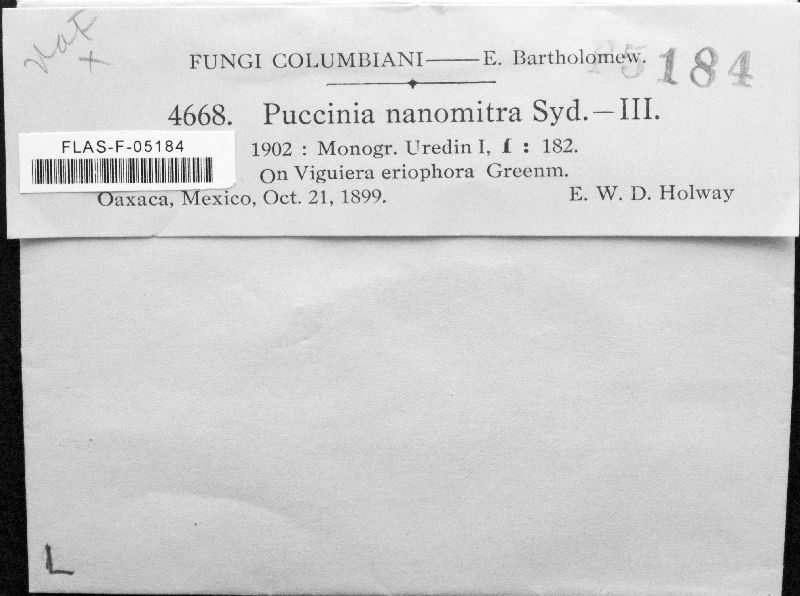 FUNGI COLUMBIANI—E. Bartholomew.
5184
4668. Puccinia nanomitra Syd.—III.
FLAS-F-05184
1902 : Monogr. Uredin I, 1 : 182.
On Viguiera eriophora Greenm.
Oaxaca, Mexico, Oct. 21, 1899. E. W. D. Holway
L